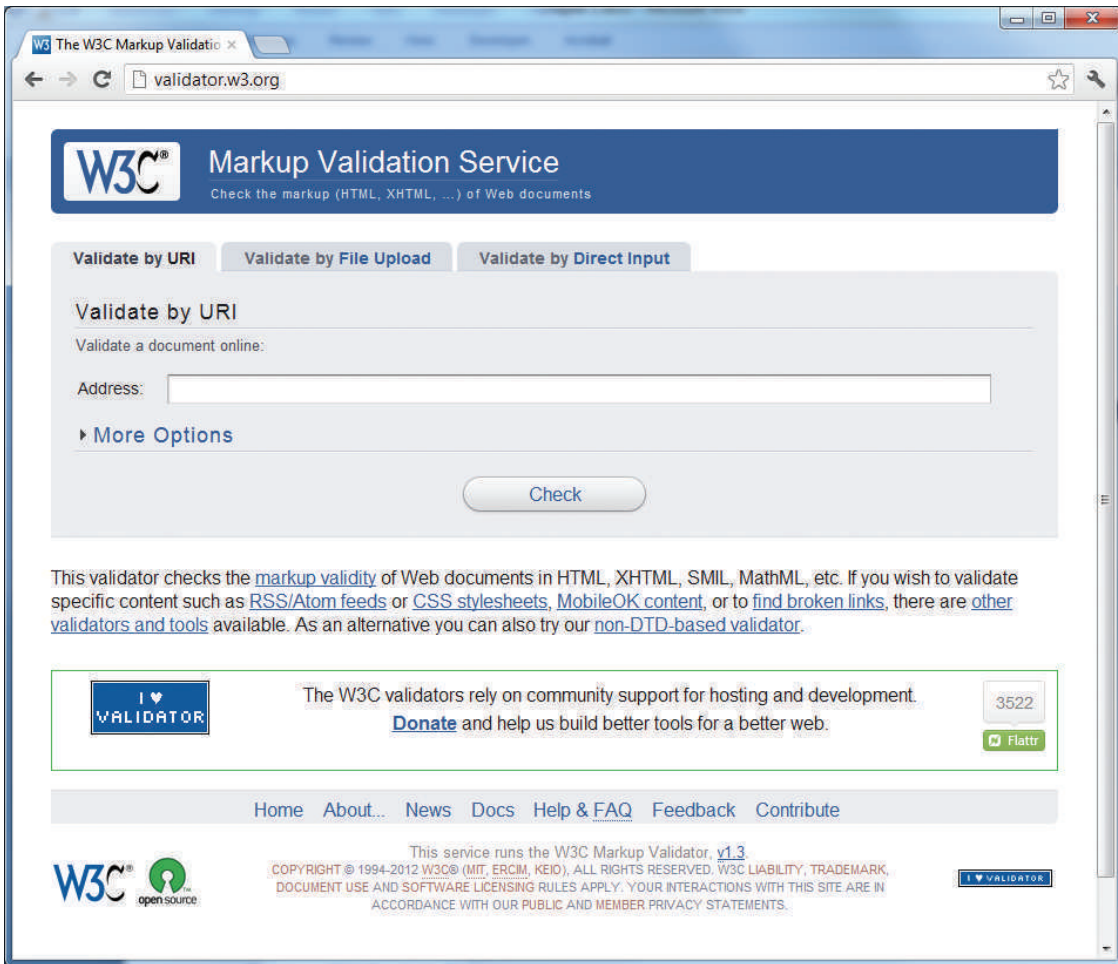 W3 The W3C Markup Validatio ×
validator.w3.org
W3C® Markup Validation Service
Check the markup (HTML, XHTML, ...) of Web documents
Validate by URI Validate by File Upload Validate by Direct Input
Validate by URI
Validate a document online:
Address:
More Options
Check
This validator checks the markup validity of Web documents in HTML, XHTML, SMIL, MathML, etc. If you wish to validate
specific content such as RSS/Atom feeds or CSS stylesheets, MobileOK content, or to find broken links, there are other
validators and tools available. As an alternative you can also try our non-DTD-based validator.
I ♥
VALIDATOR
The W3C validators rely on community support for hosting and development.
Donate and help us build better tools for a better web.
3522
Flattr
Home About... News Docs Help & FAQ Feedback Contribute
W3C®
open source™
This service runs the W3C Markup Validator, v1.3.
COPYRIGHT © 1994-2012 W3C® (MIT, ERCIM, KEIO), ALL RIGHTS RESERVED. W3C LIABILITY, TRADEMARK,
DOCUMENT USE AND SOFTWARE LICENSING RULES APPLY. YOUR INTERACTIONS WITH THIS SITE ARE IN
ACCORDANCE WITH OUR PUBLIC AND MEMBER PRIVACY STATEMENTS.
I ♥ VALIDATOR